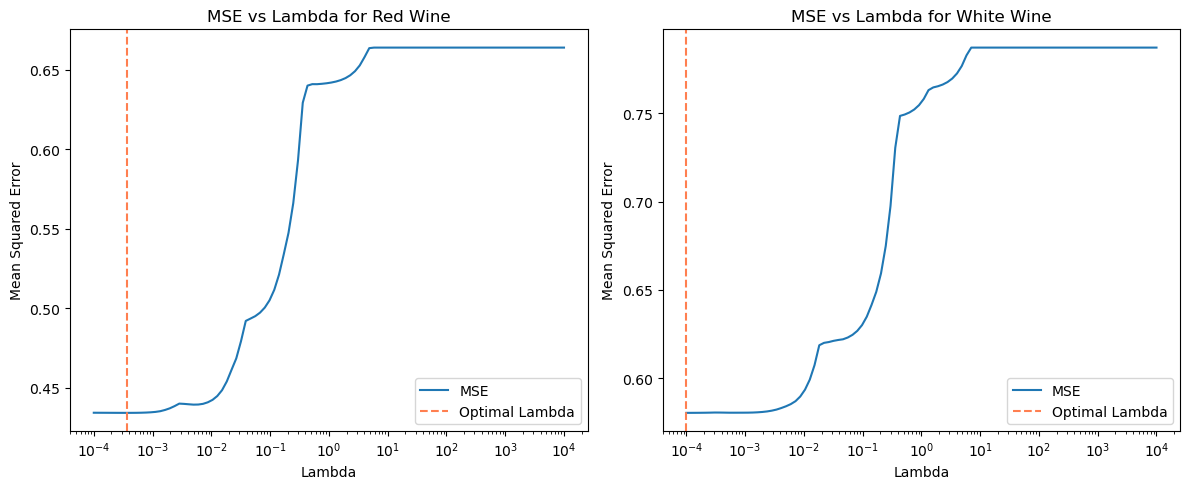 MSE vs Lambda for Red Wine
Mean Squared Error
0.65
0.60
0.55
0.50
0.45
10⁻⁴ 10⁻³ 10⁻² 10⁻¹ 10⁰ 10¹ 10² 10³ 10⁴
Lambda
MSE
Optimal Lambda
MSE vs Lambda for White Wine
Mean Squared Error
0.75
0.70
0.65
0.60
10⁻⁴ 10⁻³ 10⁻² 10⁻¹ 10⁰ 10¹ 10² 10³ 10⁴
Lambda
MSE
Optimal Lambda